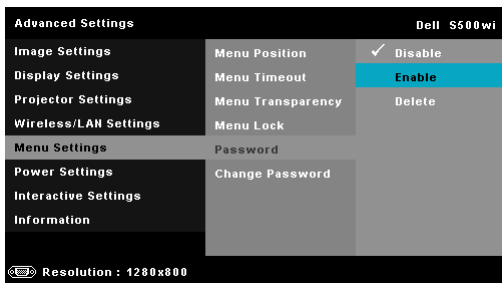 Advanced Settings
Dell S500wi
Image Settings
Display Settings
Projector Settings
Wireless/LAN Settings
Menu Settings
Power Settings
Interactive Settings
Information
Menu Position
Menu Timeout
Menu Transparency
Menu Lock
Password
Change Password
✓ Disable
Enable
Delete
Resolution : 1280x800